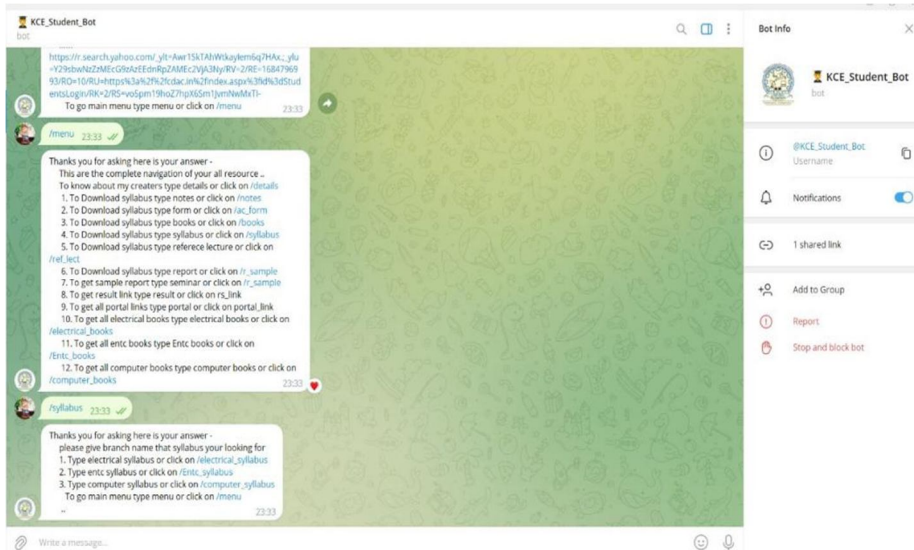 KCE_Student_Bot
bot
https://r.search.yahoo.com/_ylt=Awr15kTAhWtkayIem6q7HAx.;_ylu
=Y29sbwNzZzMEcG9zAzEEdnRpZAMEc2VjA3Ny/RV=2/RE=16847969
93/RO=10/RU=https%3a%2f%2fcdac.in%2findex.aspx%3fid%3dStud
entsLogin/RK=2/RS=vo5pm19hoZ7hpX6Sm1JvmNwMxTI-
To go main menu type menu or click on /menu
23:33
/menu 23:33
Thanks you for asking here is your answer -
This are the complete navigation of your all resource ..
To know about my creaters type details or click on /details
1. To Download syllabus type notes or click on /notes
2. To Download syllabus type form or click on /ac_form
3. To Download syllabus type books or click on /books
4. To Download syllabus type syllabus or click on /syllabus
5. To Download syllabus type referece lecture or click on
/ref_lect
6. To Download syllabus type report or click on /r_sample
7. To get sample report type seminar or click on /r_sample
8. To get result link type result or click on rs_link
9. To get all portal links type portal or click on portal_link
10. To get all electrical books type electrical books or click on
/electrical_books
11. To get all entc books type Entc books or click on
/Entc_books
12. To get all computer books type computer books or click on
/computer_books
23:33
/syllabus 23:33
Thanks you for asking here is your answer -
please give branch name that syllabus your looking for
1. Type electrical syllabus or click on /electrical_syllabus
2. Type entc syllabus or click on /Entc_syllabus
3. Type computer syllabus or click on /computer_syllabus
To go main menu type menu or click on /menu
..
23:33
Write a message...
Bot Info
KCE_Student_Bot
bot
@KCE_Student_Bot
Username
Notifications
1 shared link
Add to Group
Report
Stop and block bot